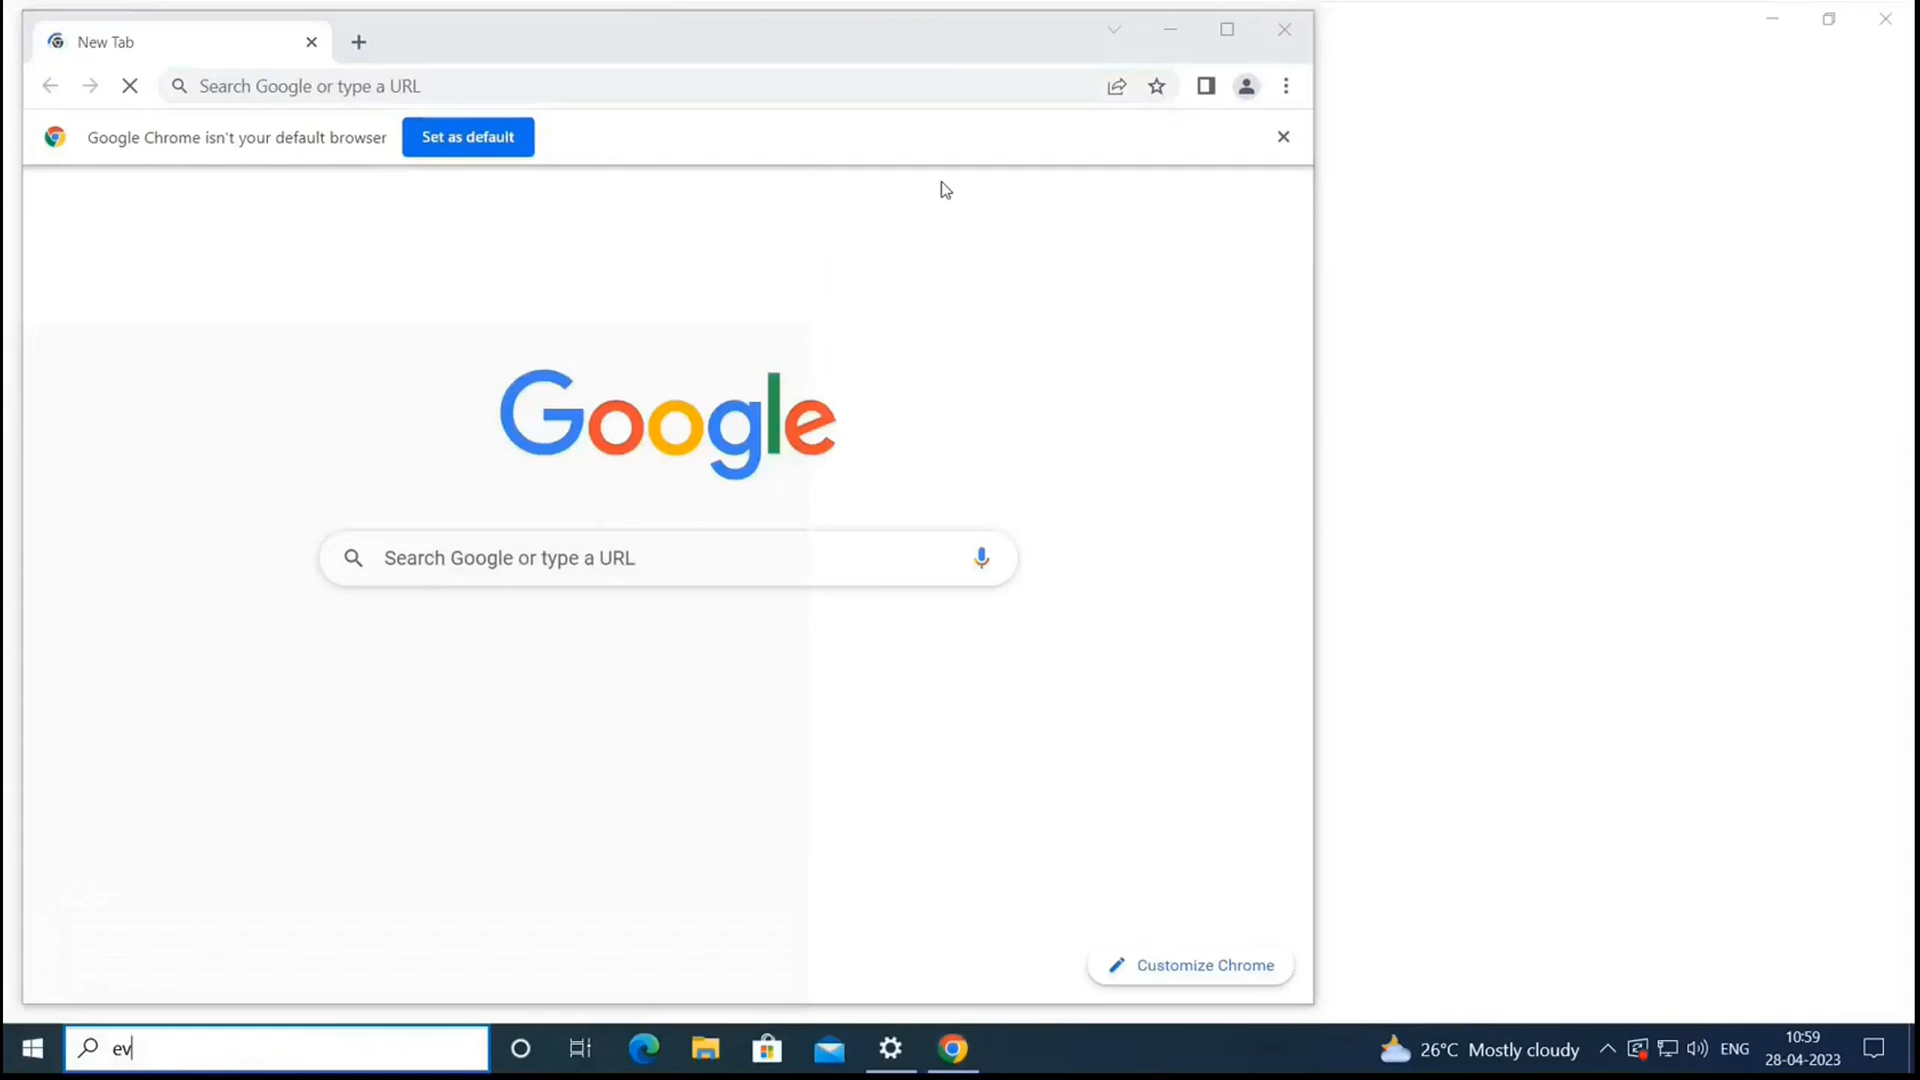 New Tab
Search Google or type a URL
Google Chrome isn't your default browser
Set as default
Google
Search Google or type a URL
Customize Chrome
ev
26°C Mostly cloudy
ENG
10:59
28-04-2023